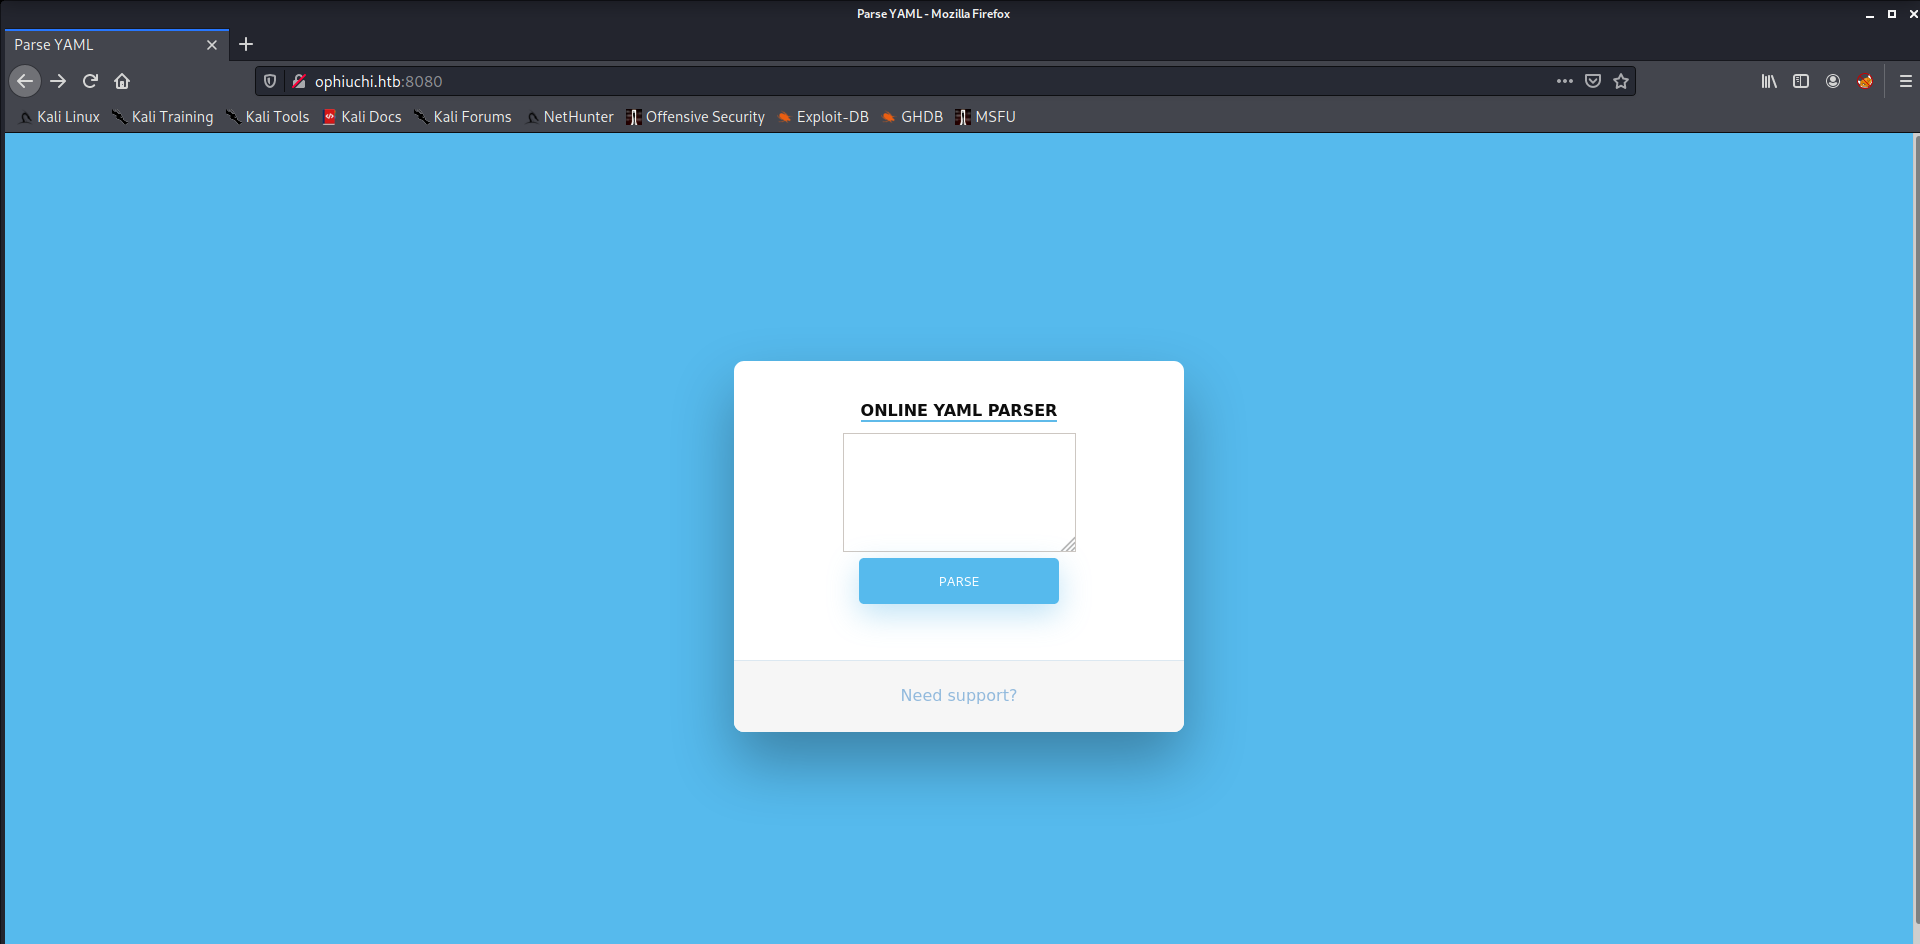 Parse YAML - Mozilla Firefox
Parse YAML
ophiuchi.htb:8080
Kali Linux Kali Training Kali Tools Kali Docs Kali Forums NetHunter Offensive Security Exploit-DB GHDB MSFU
ONLINE YAML PARSER
PARSE
Need support?